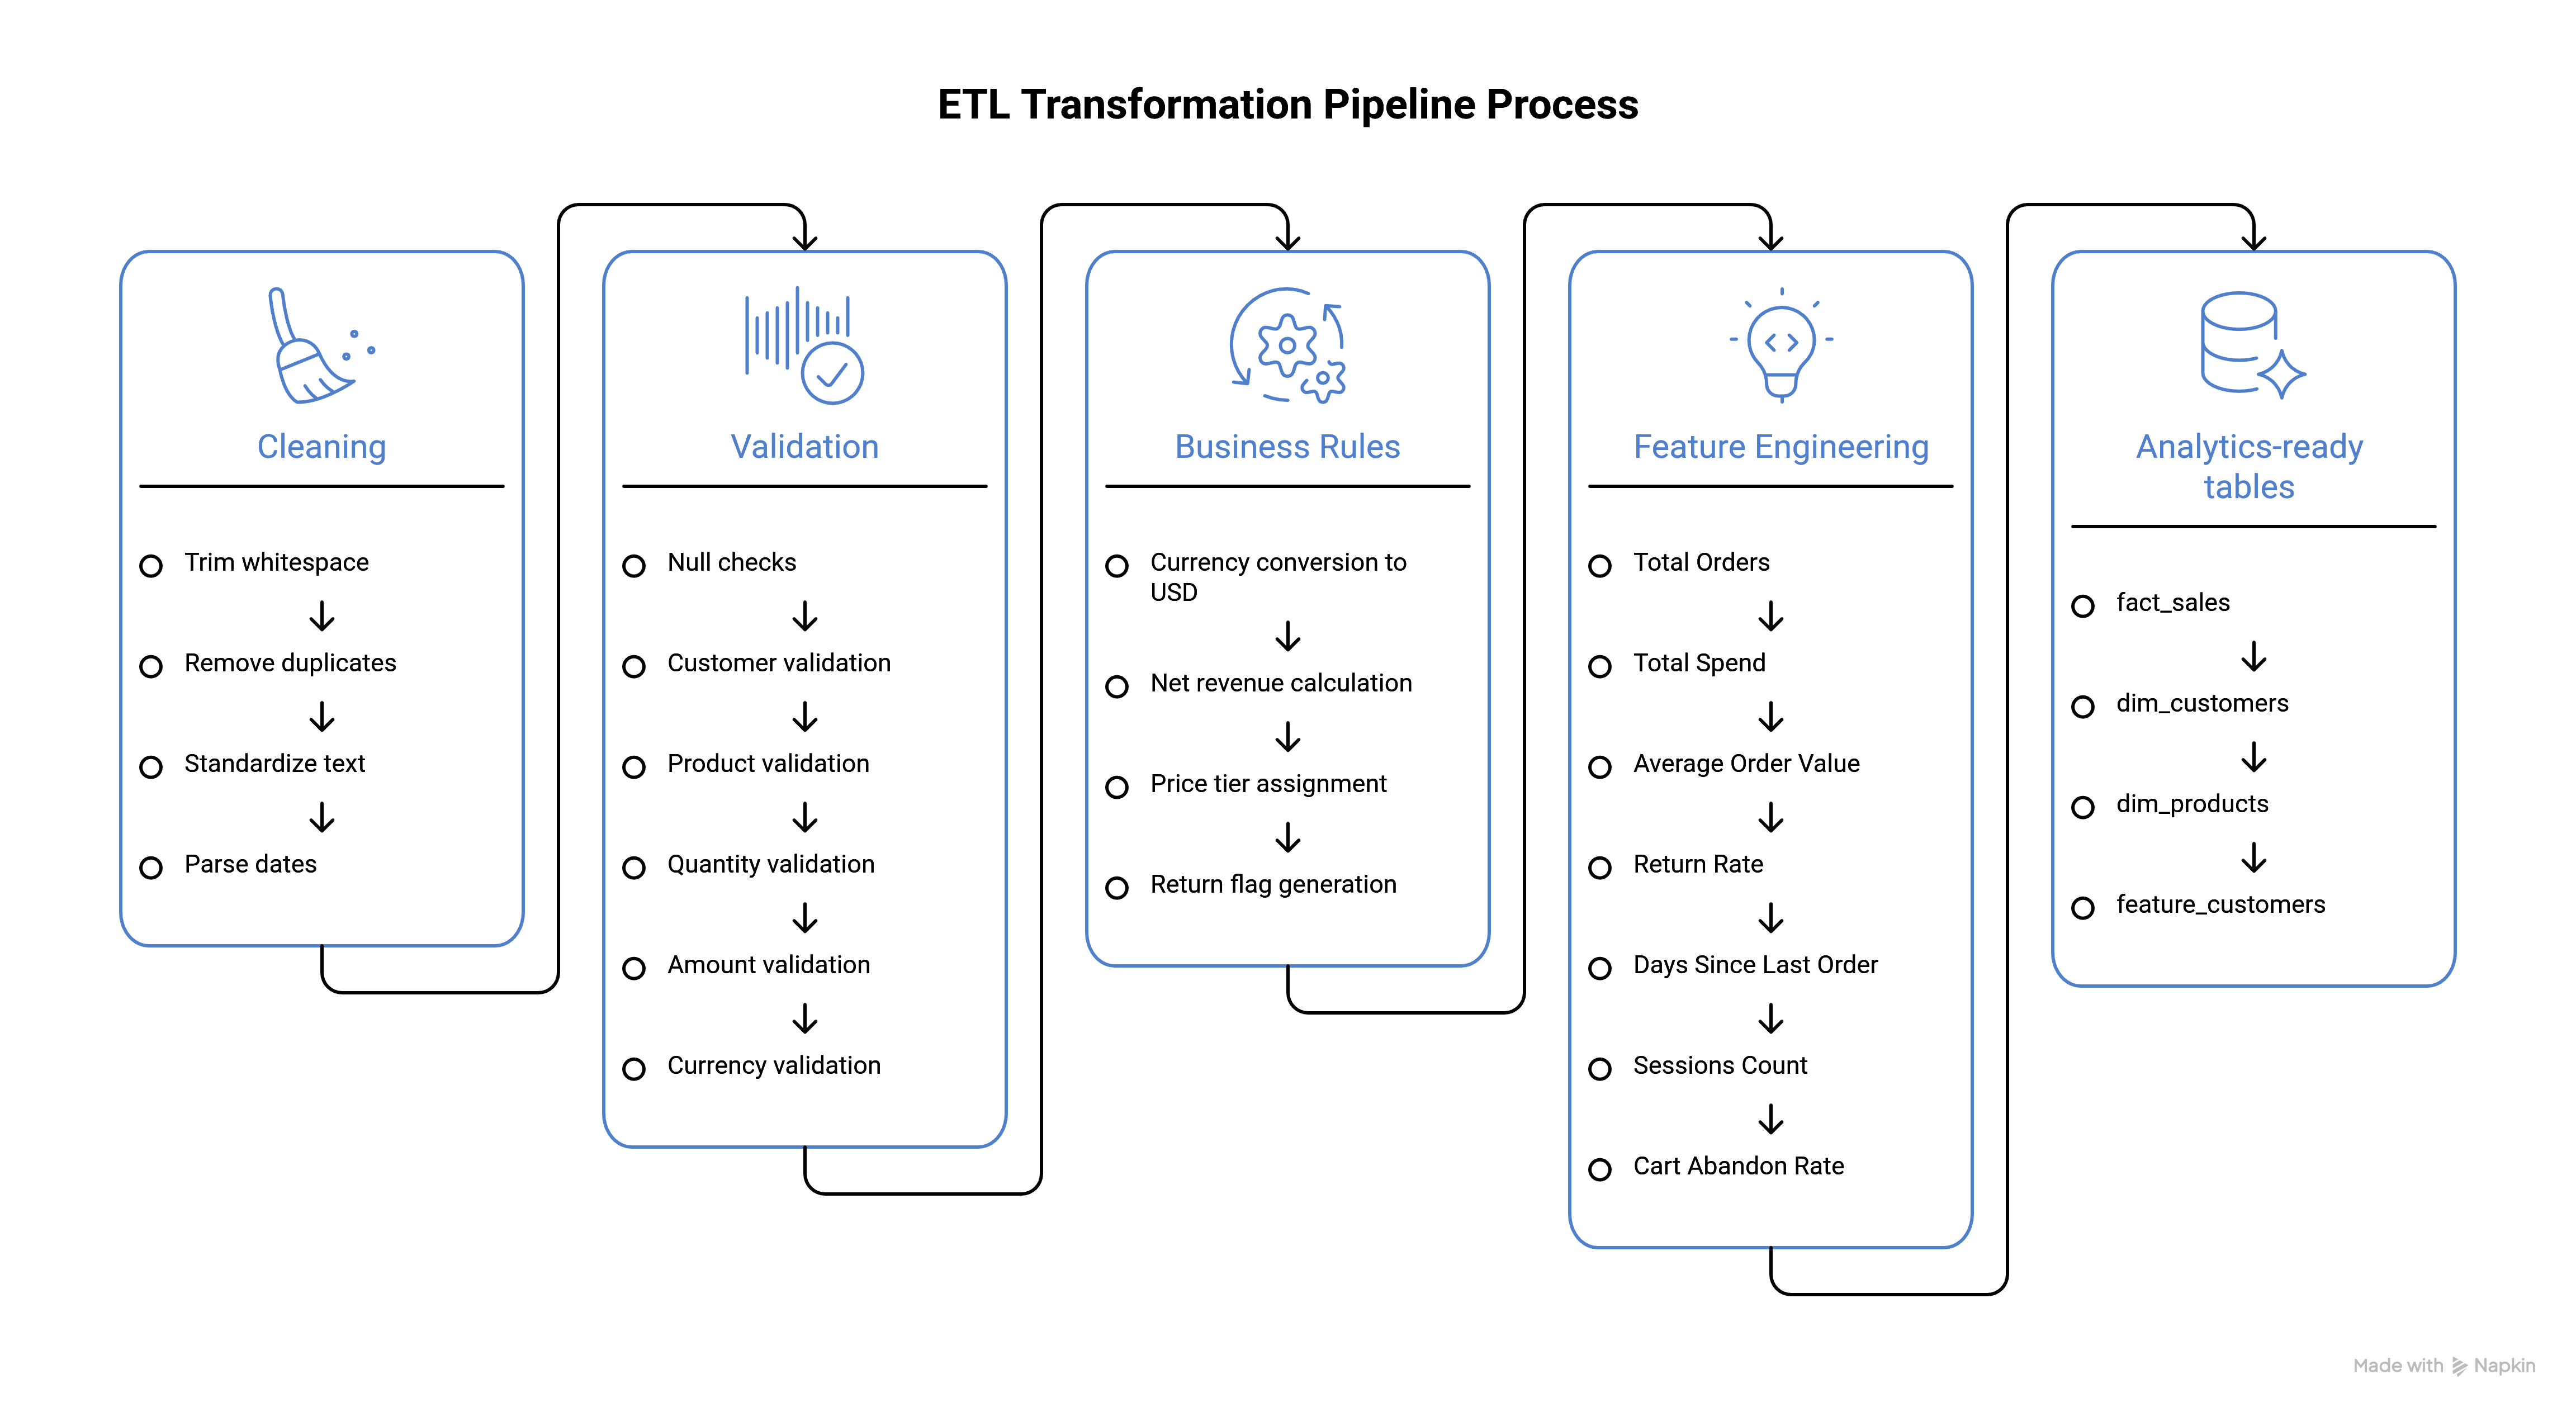 ETL Transformation Pipeline Process
Cleaning
Trim whitespace
Remove duplicates
Standardize text
Parse dates
Validation
Null checks
Customer validation
Product validation
Quantity validation
Amount validation
Currency validation
Business Rules
Currency conversion to
USD
Net revenue calculation
Price tier assignment
Return flag generation
Feature Engineering
Total Orders
Total Spend
Average Order Value
Return Rate
Days Since Last Order
Sessions Count
Cart Abandon Rate
Analytics-ready
tables
fact_sales
dim_customers
dim_products
feature_customers
Made with Napkin